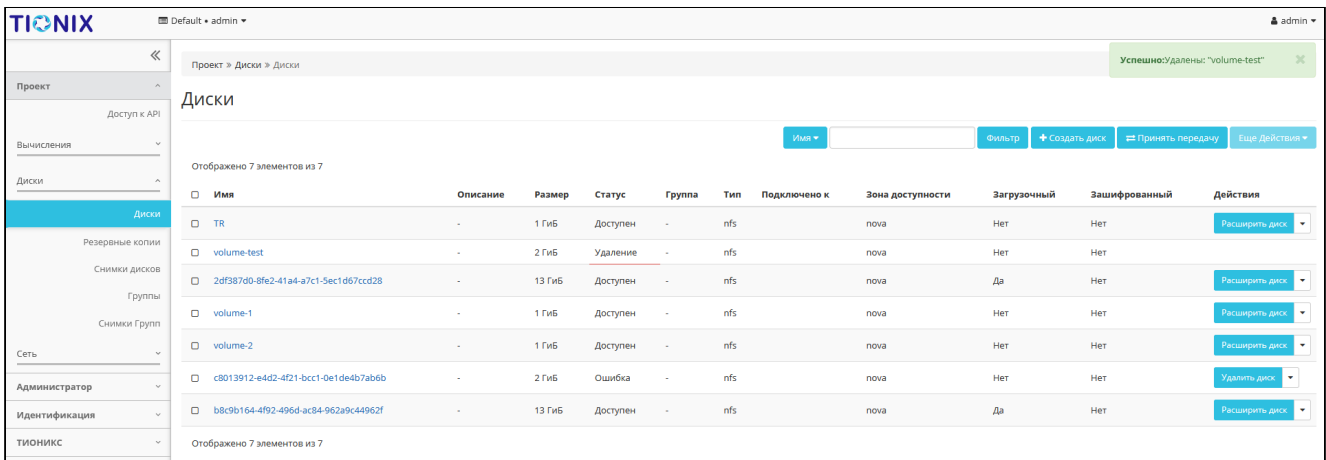 TIONIX
Default • admin
admin
Проект » Диски » Диски
Успешно:Удалены: "volume-test"
Проект
Доступ к API
Вычисления
Диски
Диски
Резервные копии
Снимки дисков
Группы
Снимки Групп
Сеть
Администратор
Идентификация
ТИОНИКС
Диски
Имя Фильтр + Создать диск Принять передачу Еще Действия
Отображено 7 элементов из 7
Имя Описание Размер Статус Группа Тип Подключено к Зона доступности Загрузочный Зашифрованный Действия
TR - 1 ГиБ Доступен - nfs nova Нет Нет Расширить диск
volume-test - 2 ГиБ Удаление - nfs nova Нет Нет
2df387d0-8fe2-41a4-a7c1-5ec1d67ccd28 - 13 ГиБ Доступен - nfs nova Да Нет Расширить диск
volume-1 - 1 ГиБ Доступен - nfs nova Нет Нет Расширить диск
volume-2 - 1 ГиБ Доступен - nfs nova Нет Нет Расширить диск
c8013912-e4d2-4f21-bcc1-0e1de4b7ab6b - 2 ГиБ Ошибка - nfs nova Нет Нет Удалить диск
b8c9b164-4f92-496d-ac84-962a9c44962f - 13 ГиБ Доступен - nfs nova Да Нет Расширить диск
Отображено 7 элементов из 7